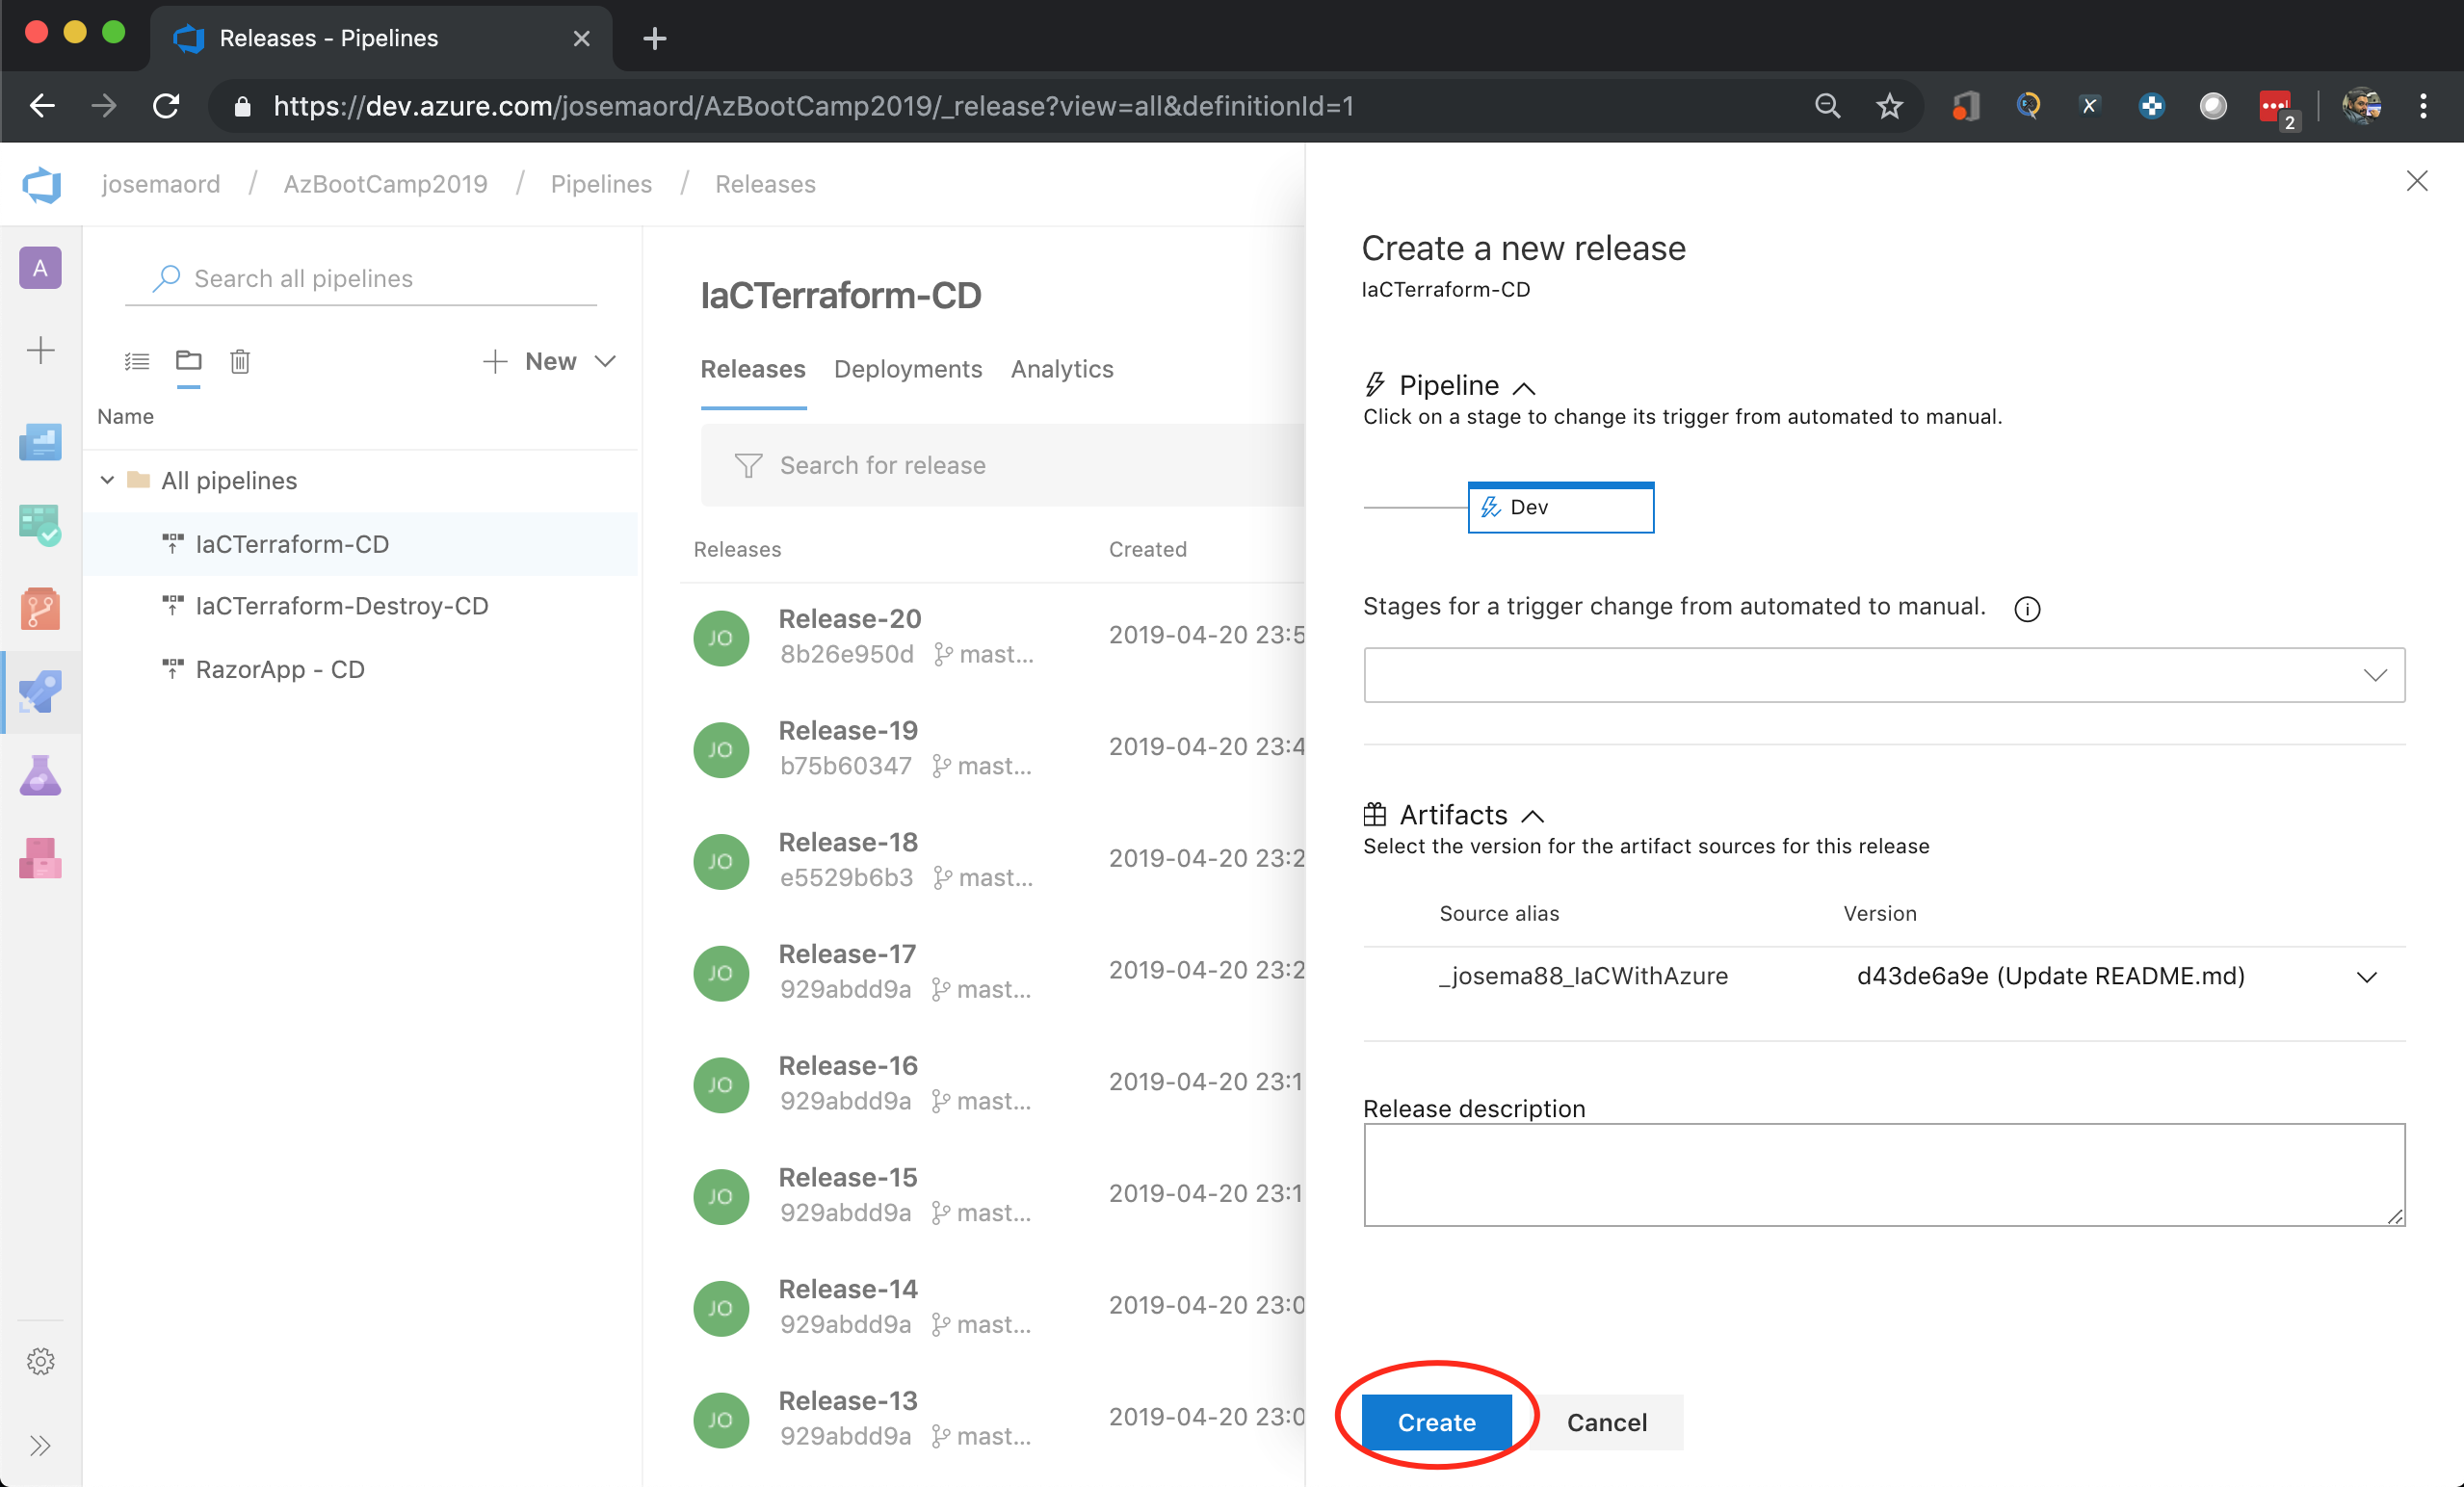 Releases - Pipelines
https://dev.azure.com/josemaord/AzBootCamp2019/_release?view=all&definitionId=1
2
josemaord / AzBootCamp2019 / Pipelines / Releases
A
Search all pipelines
New
Name
All pipelines
IaCTerraform-CD
IaCTerraform-Destroy-CD
RazorApp - CD
IaCTerraform-CD
Releases Deployments Analytics
Search for release
Releases Created
JO Release-20 2019-04-20 23:5
8b26e950d mast...
JO Release-19 2019-04-20 23:4
b75b60347 mast...
JO Release-18 2019-04-20 23:2
e5529b6b3 mast...
JO Release-17 2019-04-20 23:2
929abdd9a mast...
JO Release-16 2019-04-20 23:1
929abdd9a mast...
JO Release-15 2019-04-20 23:1
929abdd9a mast...
JO Release-14 2019-04-20 23:0
929abdd9a mast...
JO Release-13 2019-04-20 23:0
929abdd9a mast...
Create a new release
IaCTerraform-CD
Pipeline
Click on a stage to change its trigger from automated to manual.
Dev
Stages for a trigger change from automated to manual.
Artifacts
Select the version for the artifact sources for this release
Source alias Version
_josema88_IaCWithAzure d43de6a9e (Update README.md)
Release description
Create Cancel